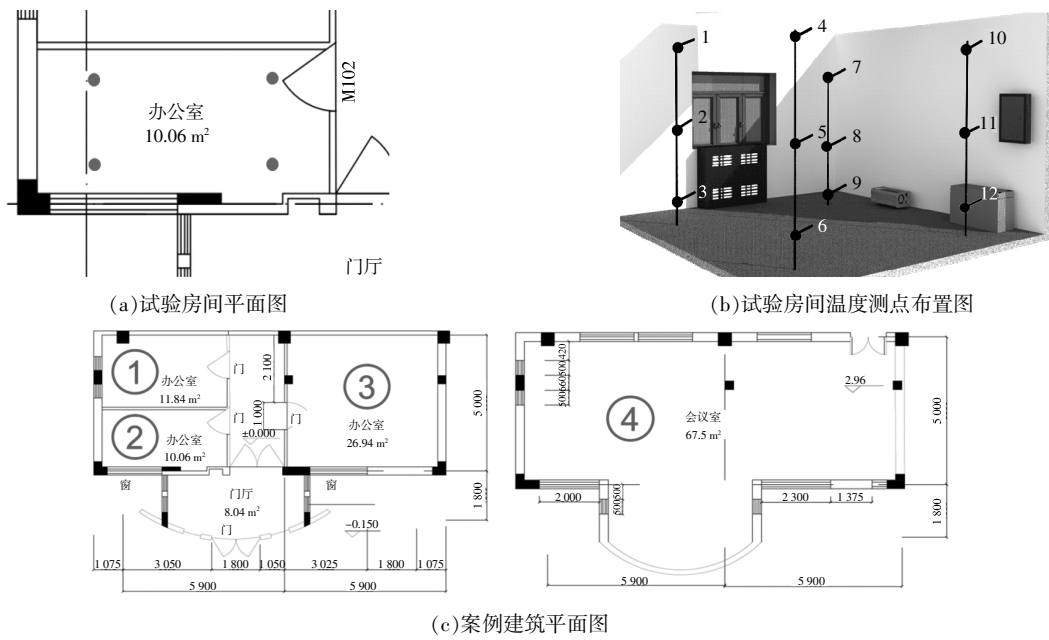 办公室
10.06 m²
M102
门厅
(a)试验房间平面图
1
2
3
4
5
6
7
8
9
10
11
12
(b)试验房间温度测点布置图
1
办公室
11.84 m²
2
办公室
10.06 m²
门
门
2 100
1 000
±0.000
门
3
办公室
26.94 m²
5 000
1 800
窗
门厅
8.04 m²
门
窗
-0.150
1 075
3 050
1 800
1 050
3 025
1 800
1 075
5 900
5 900
420
500
660
500
4
会议室
67.5 m²
2.96
5 000
1 800
2 000
500
500
2 300
1 375
5 900
5 900
(c)案例建筑平面图